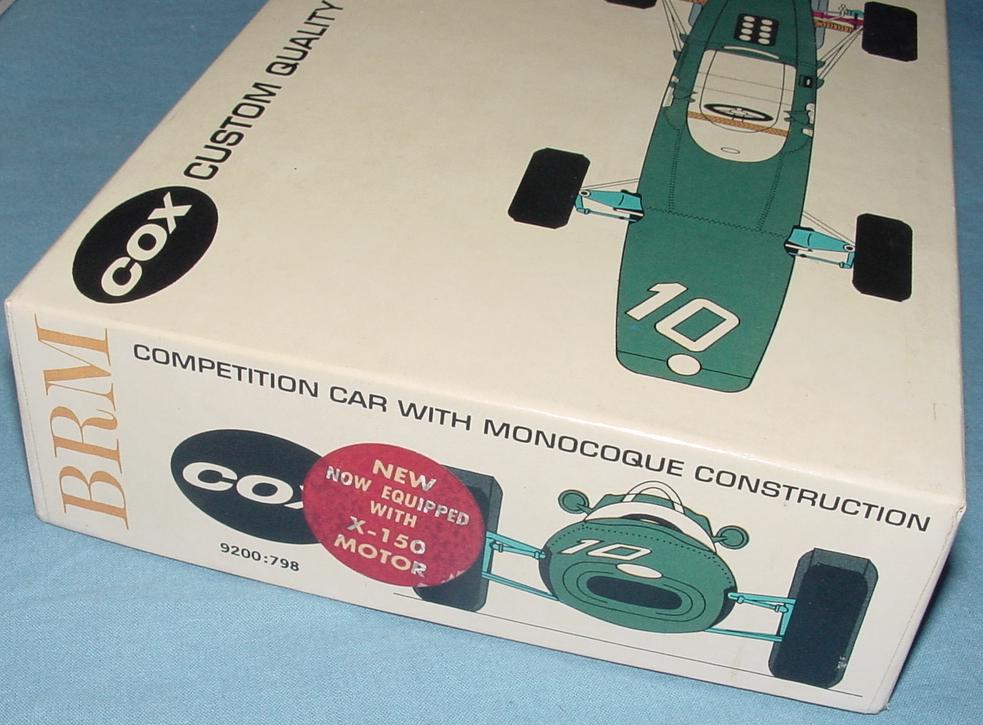 CUSTOM QUALITY
COX
10
BRM
COMPETITION CAR WITH MONOCOQUE CONSTRUCTION
COX
NEW
NOW EQUIPPED
WITH
X-150
MOTOR
9200:798
10